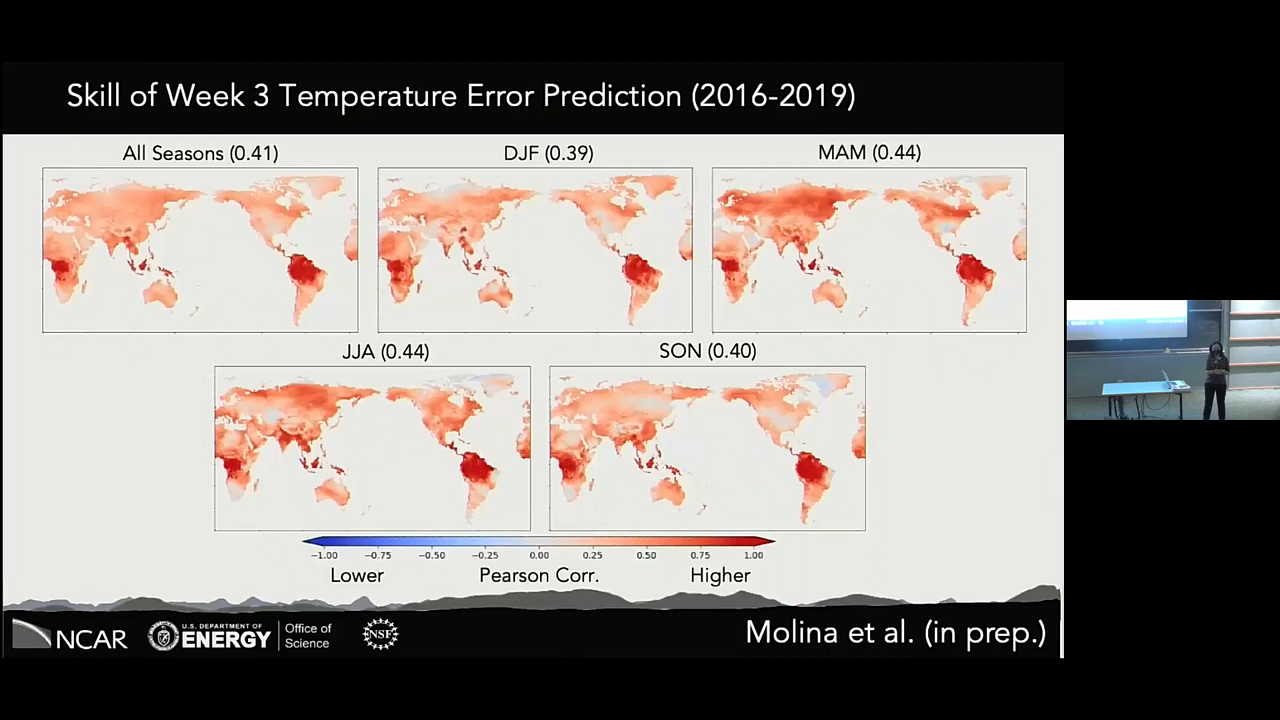 Skill of Week 3 Temperature Error Prediction (2016-2019)
All Seasons (0.41)
DJF (0.39)
MAM (0.44)
JJA (0.44)
SON (0.40)
−1.00 −0.75 −0.50 −0.25 0.00 0.25 0.50 0.75 1.00
Lower Pearson Corr. Higher
NCAR
U.S. DEPARTMENT OF
ENERGY
Office of
Science
NSF
Molina et al. (in prep.)